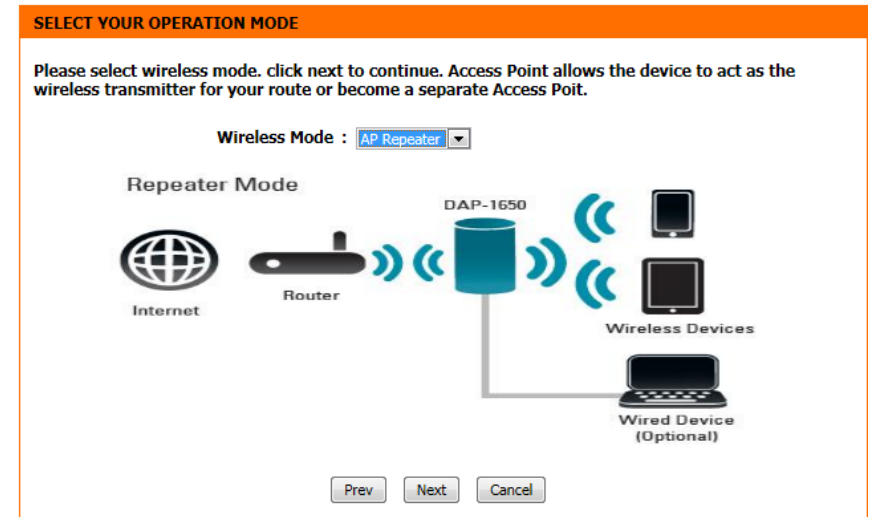 SELECT YOUR OPERATION MODE
Please select wireless mode. click next to continue. Access Point allows the device to act as the
wireless transmitter for your route or become a separate Access Poit.
Wireless Mode : AP Repeater
Repeater Mode
DAP-1650
Router
Internet
Wireless Devices
Wired Device
(Optional)
Prev Next Cancel